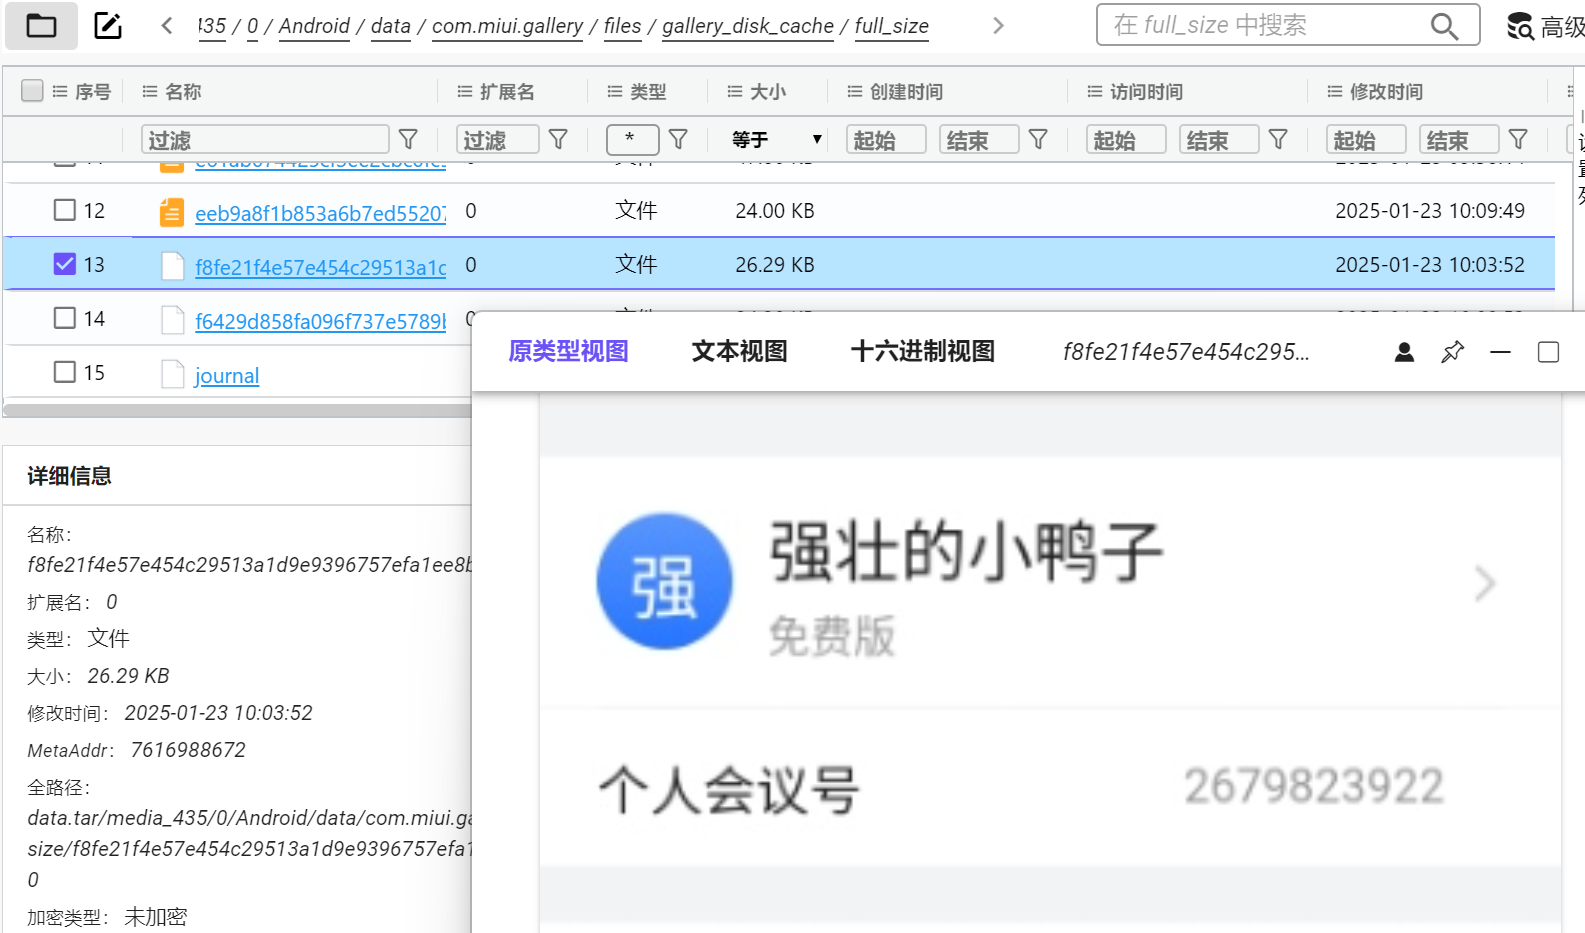 435 / 0 / Android / data / com.miui.gallery / files / gallery_disk_cache / full_size
在 full_size 中搜索
高级
序号 名称 扩展名 类型 大小 创建时间 访问时间 修改时间
过滤 过滤 * 等于 起始 结束 起始 结束 起始 结束
12 eeb9a8f1b853a6b7ed55207 0 文件 24.00 KB 2025-01-23 10:09:49
13 f8fe21f4e57e454c29513a1d 0 文件 26.29 KB 2025-01-23 10:03:52
14 f6429d858fa096f737e5789b 0
15 journal
原类型视图 文本视图 十六进制视图 f8fe21f4e57e454c295...
详细信息
名称：
f8fe21f4e57e454c29513a1d9e9396757efa1ee8b
扩展名： 0
类型： 文件
大小： 26.29 KB
修改时间： 2025-01-23 10:03:52
MetaAddr： 7616988672
全路径：
data.tar/media_435/0/Android/data/com.miui.ga
size/f8fe21f4e57e454c29513a1d9e9396757efa1
0
加密类型： 未加密
强
强壮的小鸭子
免费版
个人会议号 2679823922